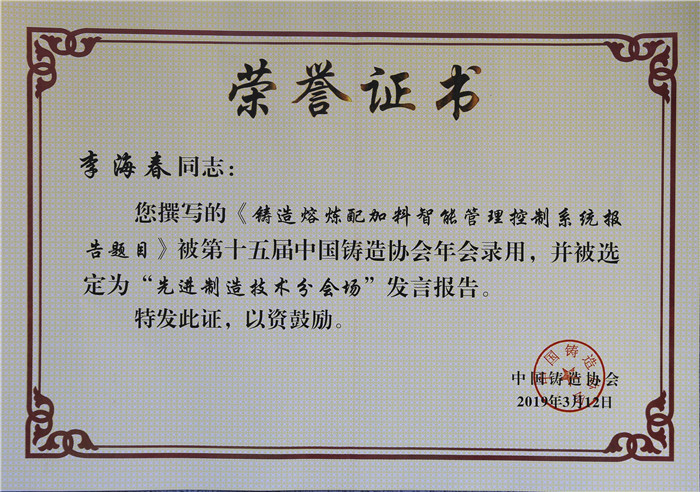 荣誉证书
李海春同志：
您撰写的《铸造熔炼配加料智能管理控制系统报
告题目》被第十五届中国铸造协会年会录用，并被选
定为“先进制造技术分会场”发言报告。
特发此证，以资鼓励。
国铸造
中国铸造协会
2019年3月12日